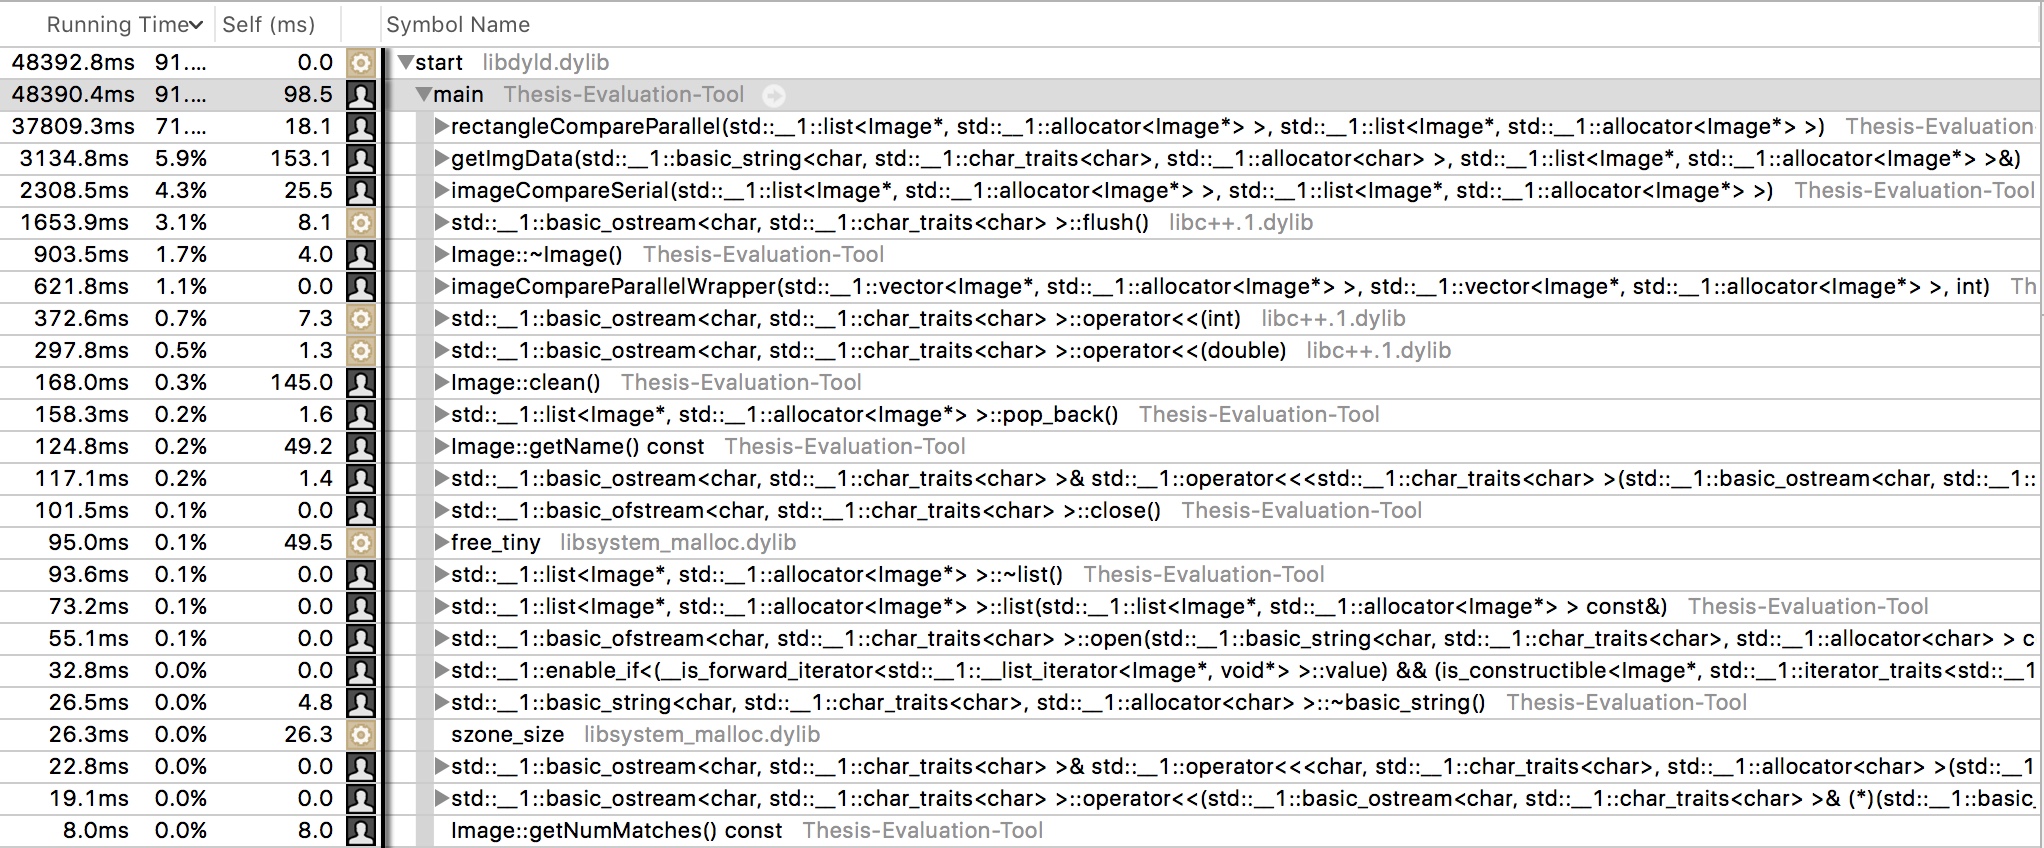 Running Time Self (ms) Symbol Name
48392.8ms 91.... 0.0 start libdyld.dylib
48390.4ms 91.... 98.5 main Thesis-Evaluation-Tool
37809.3ms 71.... 18.1 rectangleCompareParallel(std::__1::list<Image*, std::__1::allocator<Image*> >, std::__1::list<Image*, std::__1::allocator<Image*> >) Thesis-Evaluation
3134.8ms 5.9% 153.1 getImgData(std::__1::basic_string<char, std::__1::char_traits<char>, std::__1::allocator<char> >, std::__1::list<Image*, std::__1::allocator<Image*> >&)
2308.5ms 4.3% 25.5 imageCompareSerial(std::__1::list<Image*, std::__1::allocator<Image*> >, std::__1::list<Image*, std::__1::allocator<Image*> >) Thesis-Evaluation-Tool
1653.9ms 3.1% 8.1 std::__1::basic_ostream<char, std::__1::char_traits<char> >::flush() libc++.1.dylib
903.5ms 1.7% 4.0 Image::~Image() Thesis-Evaluation-Tool
621.8ms 1.1% 0.0 imageCompareParallelWrapper(std::__1::vector<Image*, std::__1::allocator<Image*> >, std::__1::vector<Image*, std::__1::allocator<Image*> >, int) Th
372.6ms 0.7% 7.3 std::__1::basic_ostream<char, std::__1::char_traits<char> >::operator<<(int) libc++.1.dylib
297.8ms 0.5% 1.3 std::__1::basic_ostream<char, std::__1::char_traits<char> >::operator<<(double) libc++.1.dylib
168.0ms 0.3% 145.0 Image::clean() Thesis-Evaluation-Tool
158.3ms 0.2% 1.6 std::__1::list<Image*, std::__1::allocator<Image*> >::pop_back() Thesis-Evaluation-Tool
124.8ms 0.2% 49.2 Image::getName() const Thesis-Evaluation-Tool
117.1ms 0.2% 1.4 std::__1::basic_ostream<char, std::__1::char_traits<char> >& std::__1::operator<<<std::__1::char_traits<char> >(std::__1::basic_ostream<char, std::__1::
101.5ms 0.1% 0.0 std::__1::basic_ofstream<char, std::__1::char_traits<char> >::close() Thesis-Evaluation-Tool
95.0ms 0.1% 49.5 free_tiny libsystem_malloc.dylib
93.6ms 0.1% 0.0 std::__1::list<Image*, std::__1::allocator<Image*> >::~list() Thesis-Evaluation-Tool
73.2ms 0.1% 0.0 std::__1::list<Image*, std::__1::allocator<Image*> >::list(std::__1::list<Image*, std::__1::allocator<Image*> > const&) Thesis-Evaluation-Tool
55.1ms 0.1% 0.0 std::__1::basic_ofstream<char, std::__1::char_traits<char> >::open(std::__1::basic_string<char, std::__1::char_traits<char>, std::__1::allocator<char> > c
32.8ms 0.0% 0.0 std::__1::enable_if<(__is_forward_iterator<std::__1::__list_iterator<Image*, void*> >::value) && (is_constructible<Image*, std::__1::iterator_traits<std::__1
26.5ms 0.0% 4.8 std::__1::basic_string<char, std::__1::char_traits<char>, std::__1::allocator<char> >::~basic_string() Thesis-Evaluation-Tool
26.3ms 0.0% 26.3 szone_size libsystem_malloc.dylib
22.8ms 0.0% 0.0 std::__1::basic_ostream<char, std::__1::char_traits<char> >& std::__1::operator<<<char, std::__1::char_traits<char>, std::__1::allocator<char> >(std::__1
19.1ms 0.0% 0.0 std::__1::basic_ostream<char, std::__1::char_traits<char> >::operator<<(std::__1::basic_ostream<char, std::__1::char_traits<char> >& (*)(std::__1::basic_
8.0ms 0.0% 8.0 Image::getNumMatches() const Thesis-Evaluation-Tool